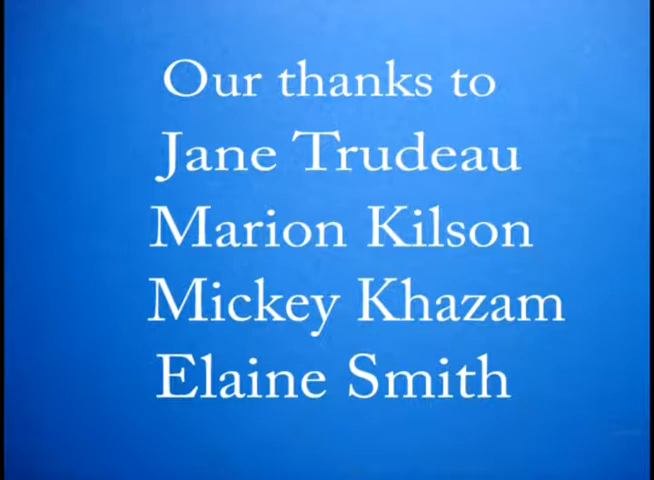 Our thanks to
Jane Trudeau
Marion Kilson
Mickey Khazam
Elaine Smith